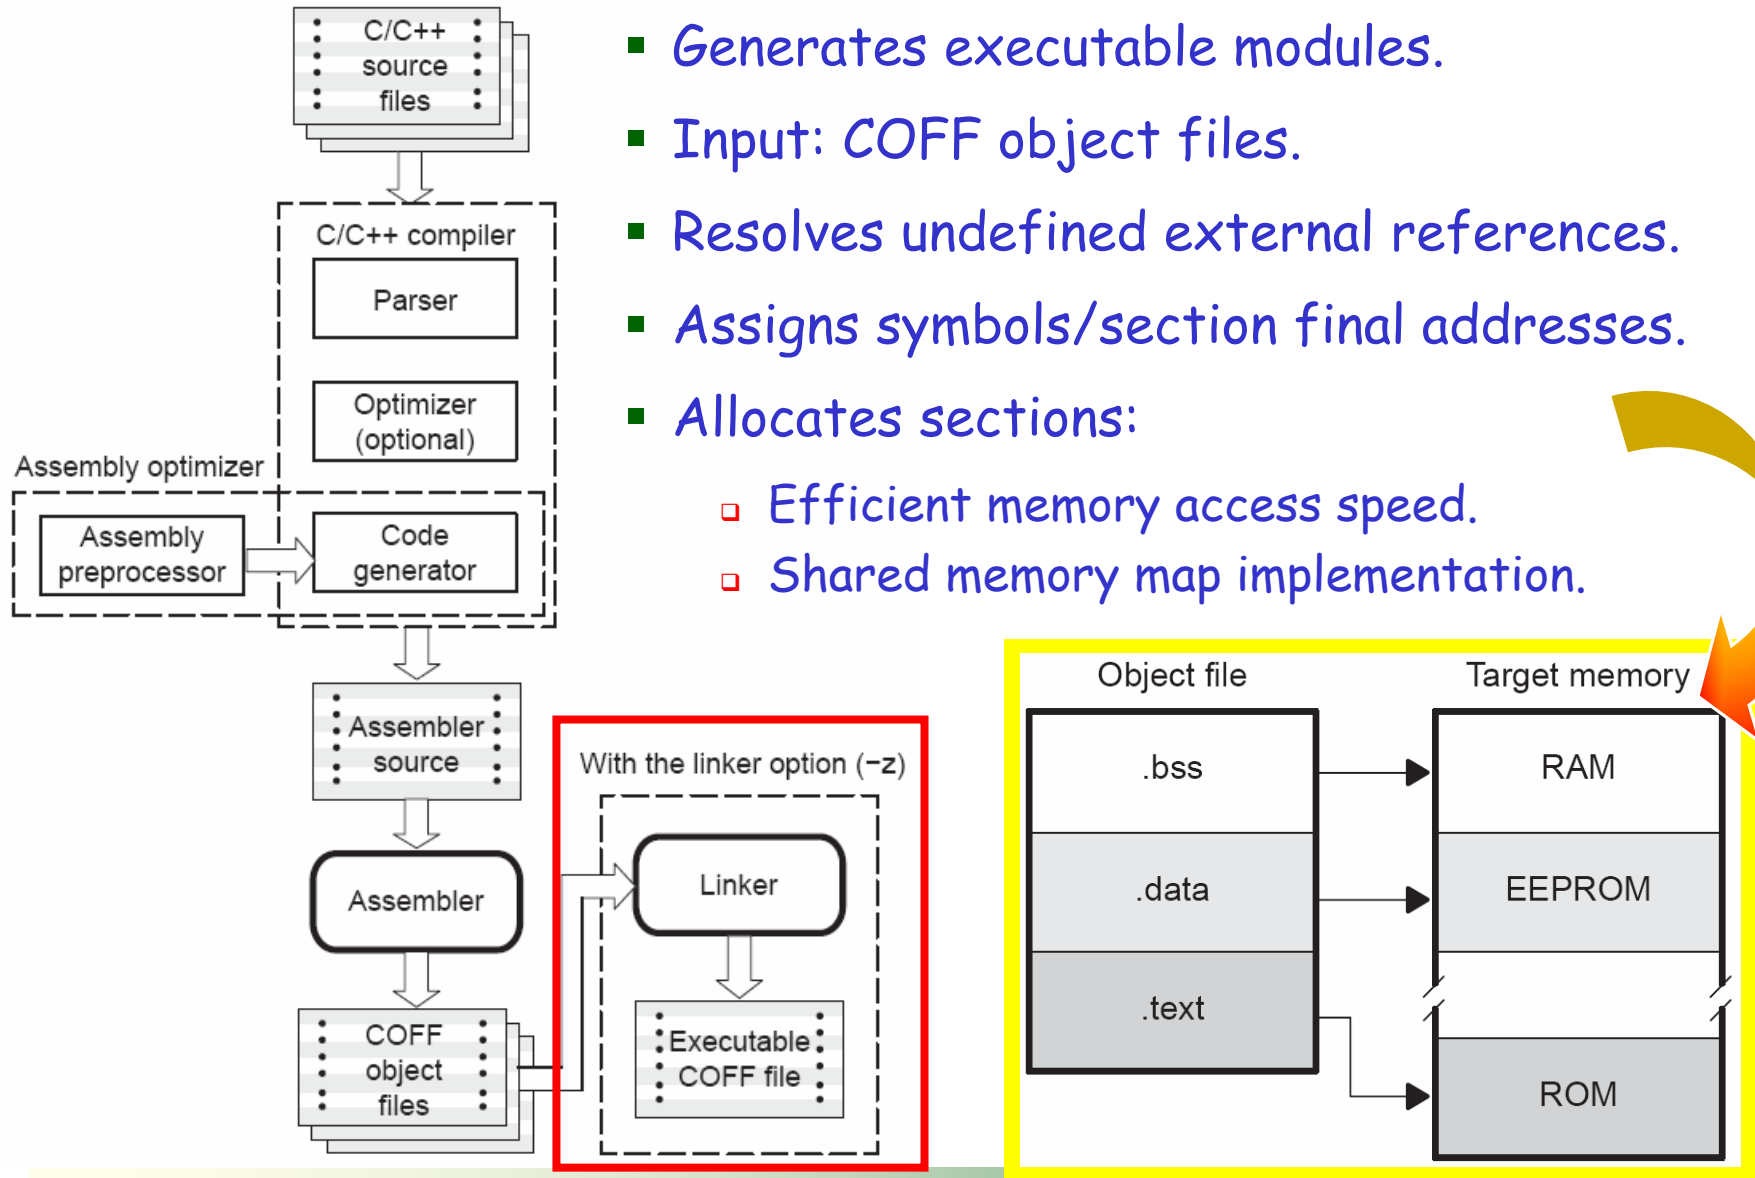 C/C++
source
files
C/C++ compiler
Parser
Optimizer
(optional)
Assembly optimizer
Assembly
preprocessor
Code
generator
Assembler
source
Assembler
COFF
object
files
With the linker option (−z)
Linker
Executable
COFF file
Generates executable modules.
Input: COFF object files.
Resolves undefined external references.
Assigns symbols/section final addresses.
Allocates sections:
Efficient memory access speed.
Shared memory map implementation.
Object file
Target memory
.bss
RAM
.data
EEPROM
.text
ROM